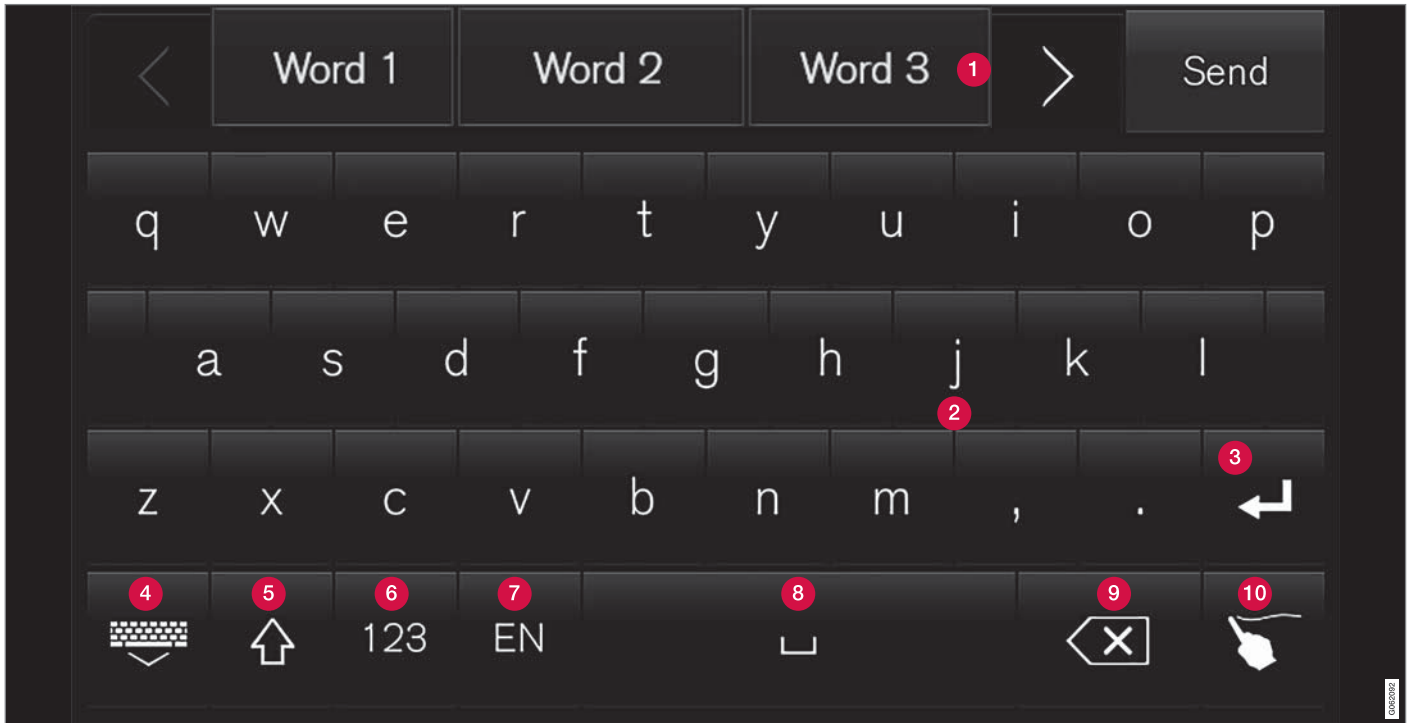 Word 1 Word 2 Word 3 1 Send
q w e r t y u i o p
a s d f g h j k l
2
3
z x c v b n m , .
4 5 6 7 8 9 10
123 EN
G062092